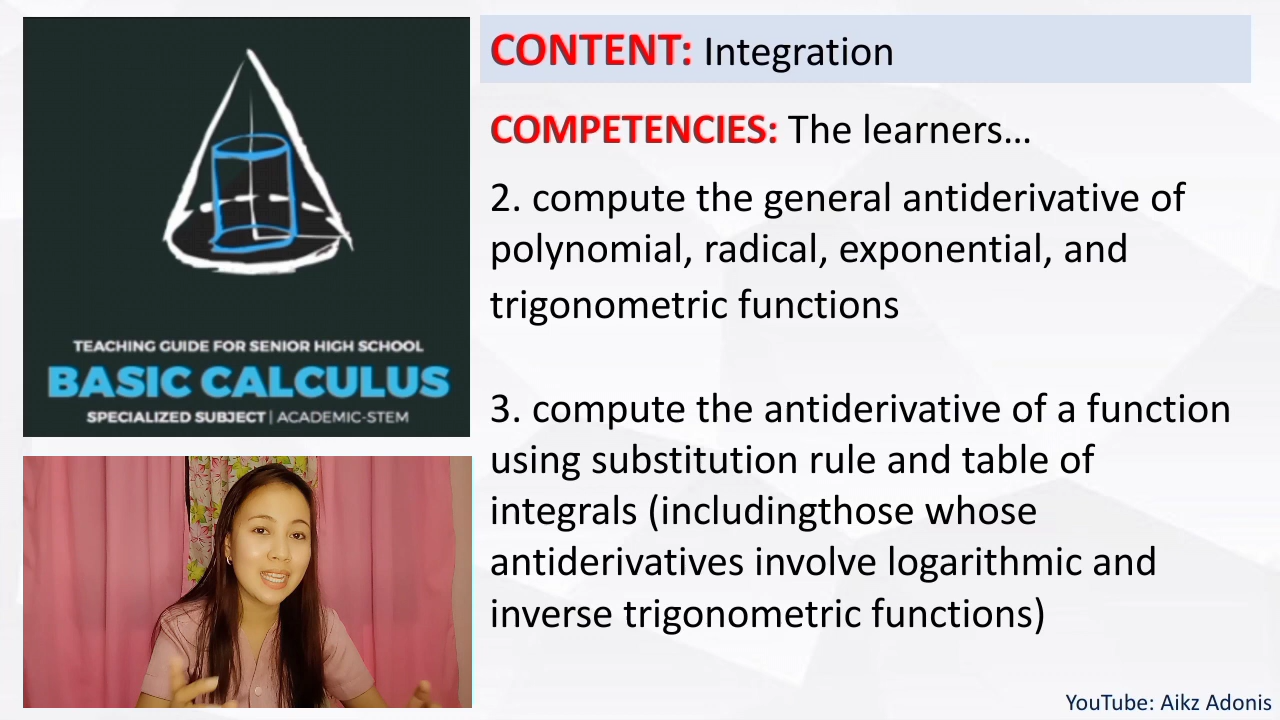 CONTENT: Integration
COMPETENCIES: The learners...
2. compute the general antiderivative of
polynomial, radical, exponential, and
trigonometric functions
3. compute the antiderivative of a function
using substitution rule and table of
integrals (includingthose whose
antiderivatives involve logarithmic and
inverse trigonometric functions)
TEACHING GUIDE FOR SENIOR HIGH SCHOOL
BASIC CALCULUS
SPECIALIZED SUBJECT | ACADEMIC-STEM
YouTube: Aikz Adonis